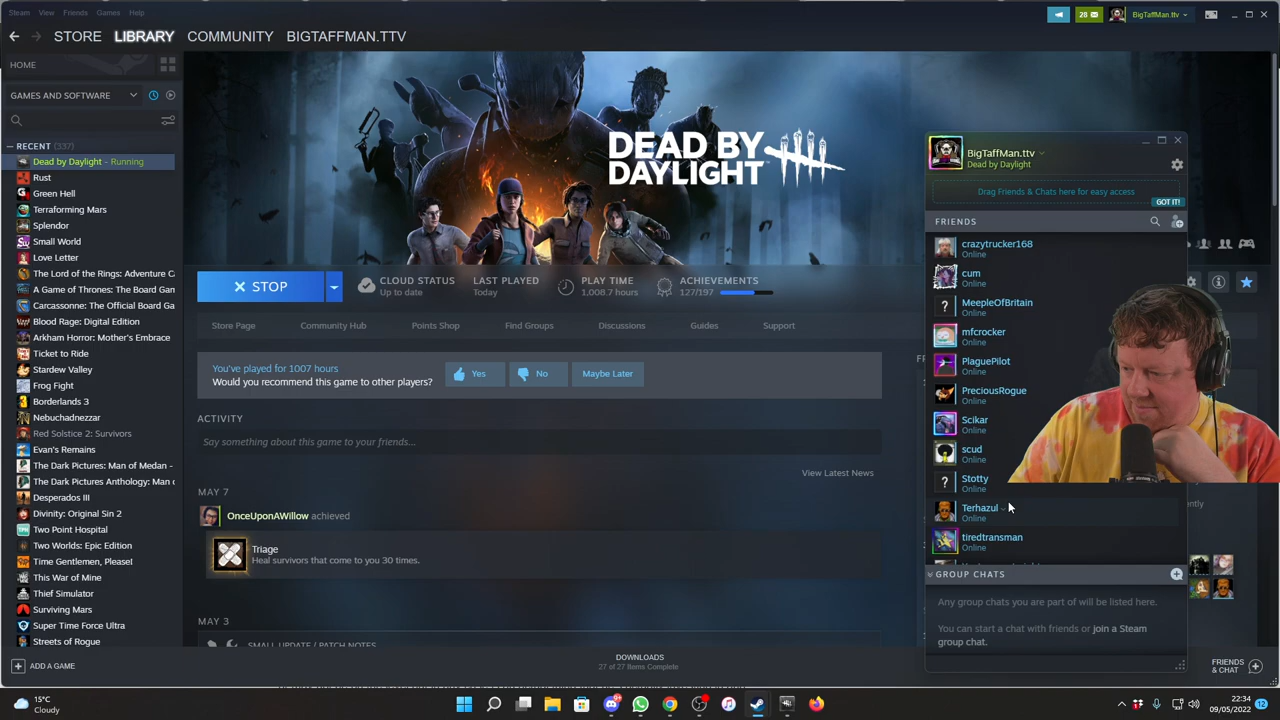 Steam View Friends Games Help
28
BigTaffMan.ttv
STORE LIBRARY COMMUNITY BIGTAFFMAN.TTV
HOME
GAMES AND SOFTWARE
RECENT (337)
Dead by Daylight - Running
Rust
Green Hell
Terraforming Mars
Splendor
Small World
Love Letter
The Lord of the Rings: Adventure C
A Game of Thrones: The Board Gan
Carcassonne: The Official Board Ga
Blood Rage: Digital Edition
Arkham Horror: Mother's Embrace
Ticket to Ride
Stardew Valley
Frog Fight
Borderlands 3
Nebuchadnezzar
Red Solstice 2: Survivors
Evan's Remains
The Dark Pictures: Man of Medan -
The Dark Pictures Anthology: Man o
Desperados III
Divinity: Original Sin 2
Two Point Hospital
Two Worlds: Epic Edition
Time Gentlemen, Please!
This War of Mine
Thief Simulator
Surviving Mars
Super Time Force Ultra
Streets of Rogue
ADD A GAME
DEAD BY
DAYLIGHT
STOP
CLOUD STATUS
Up to date
LAST PLAYED
Today
PLAY TIME
1,008.7 hours
ACHIEVEMENTS
127/197
Store Page Community Hub Points Shop Find Groups Discussions Guides Support
You've played for 1007 hours
Would you recommend this game to other players?
Yes
No
Maybe Later
ACTIVITY
Say something about this game to your friends...
View Latest News
MAY 7
OnceUponAWillow achieved
Triage
Heal survivors that come to you 30 times.
MAY 3
SMALL UPDATE / PATCH NOTES
DOWNLOADS
27 of 27 Items Complete
BigTaffMan.ttv
Dead by Daylight
Drag Friends & Chats here for easy access
GOT IT!
FRIENDS
crazytrucker168
Online
cum
Online
MeepleOfBritain
Online
mfcrocker
Online
PlaguePilot
Online
PreciousRogue
Online
Scikar
Online
scud
Online
Stotty
Online
Terhazul
Online
tiredtransman
Online
GROUP CHATS
Any group chats you are part of will be listed here.
You can start a chat with friends or join a Steam
group chat.
FRIENDS
& CHAT
15°C
Cloudy
22:34
09/05/2022
12